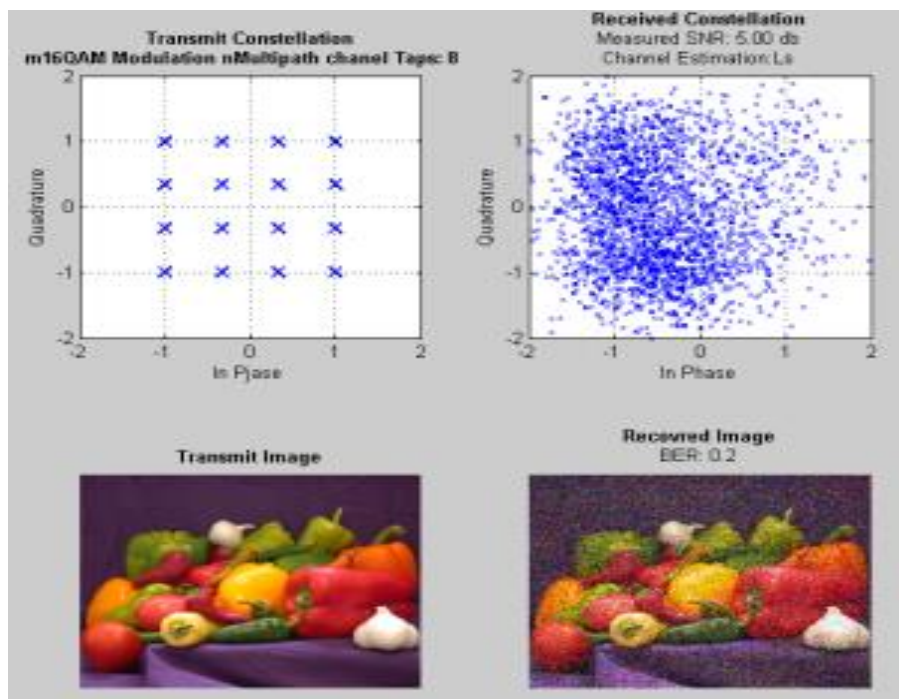 Transmit Constellation
m16QAM Modulation nMultipath chanel Taps: 8
2
1
0
-1
-2
Quadrature
-2
-1
0
1
2
In Pjase
Received Constellation
Measured SNR: 5.00 db
Channel Estimation:Ls
2
1
0
-1
-2
Quadrature
-2
-1
0
1
2
In Phase
Transmit Image
Recovred Image
BER: 0.2